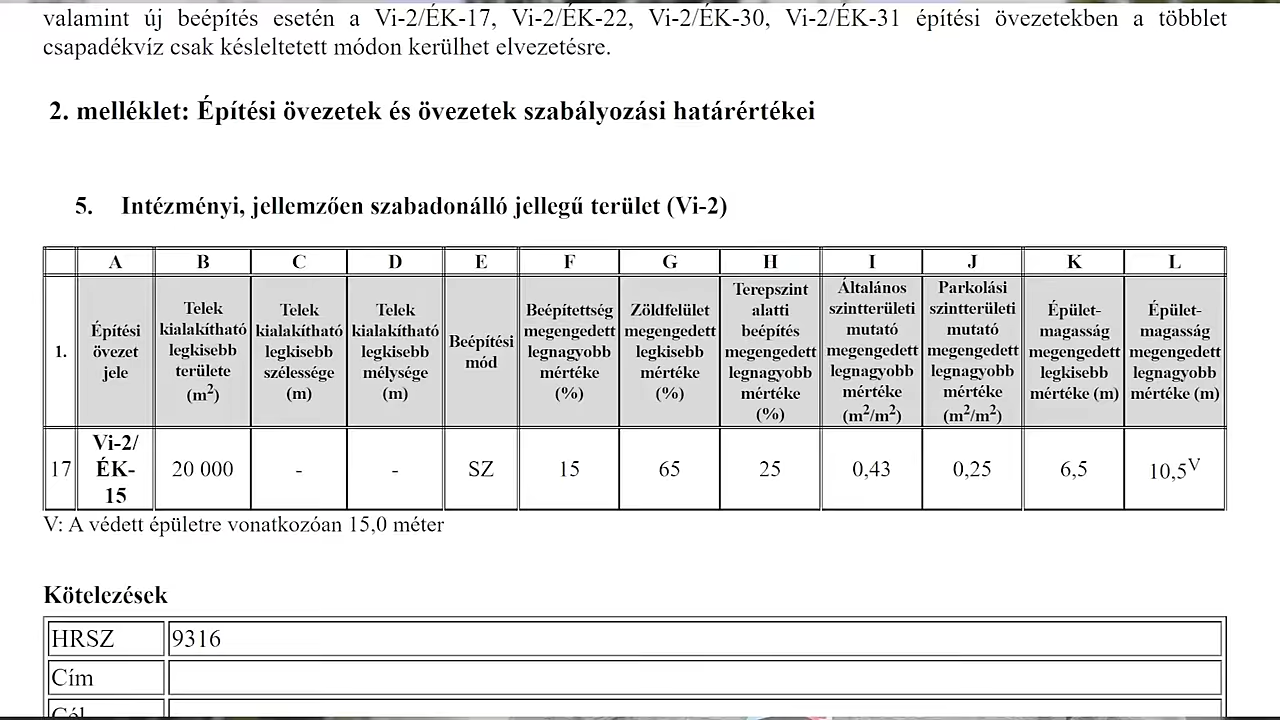 valamint új beépítés esetén a Vi-2/ÉK-17, Vi-2/ÉK-22, Vi-2/ÉK-30, Vi-2/ÉK-31 építési övezetekben a többlet
csapadékvíz csak késleltetett módon kerülhet elvezetésre.
2. melléklet: Építési övezetek és övezetek szabályozási határértékei
5. Intézményi, jellemzően szabadonálló jellegű terület (Vi-2)
A B C D E F G H I J K L
1.
Építési
övezet
jele
Telek
kialakítható
legkisebb
területe
(m²)
Telek
kialakítható
legkisebb
szélessége
(m)
Telek
kialakítható
legkisebb
mélysége
(m)
Beépítési
mód
Beépítettség
megengedett
legnagyobb
mértéke
(%)
Zöldfelület
megengedett
legkisebb
mértéke
(%)
Terepszint
alatti
beépítés
megengedett
legnagyobb
mértéke
(%)
Általános
szintterületi
mutató
megengedett
legnagyobb
mértéke
(m²/m²)
Parkolási
szintterületi
mutató
megengedett
legnagyobb
mértéke
(m²/m²)
Épület-
magasság
megengedett
legkisebb
mértéke (m)
Épület-
magasság
megengedett
legnagyobb
mértéke (m)
17
Vi-2/
ÉK-
15
20 000 - - SZ 15 65 25 0,43 0,25 6,5 10,5V
V: A védett épületre vonatkozóan 15,0 méter
Kötelezések
HRSZ 9316
Cím
Cél